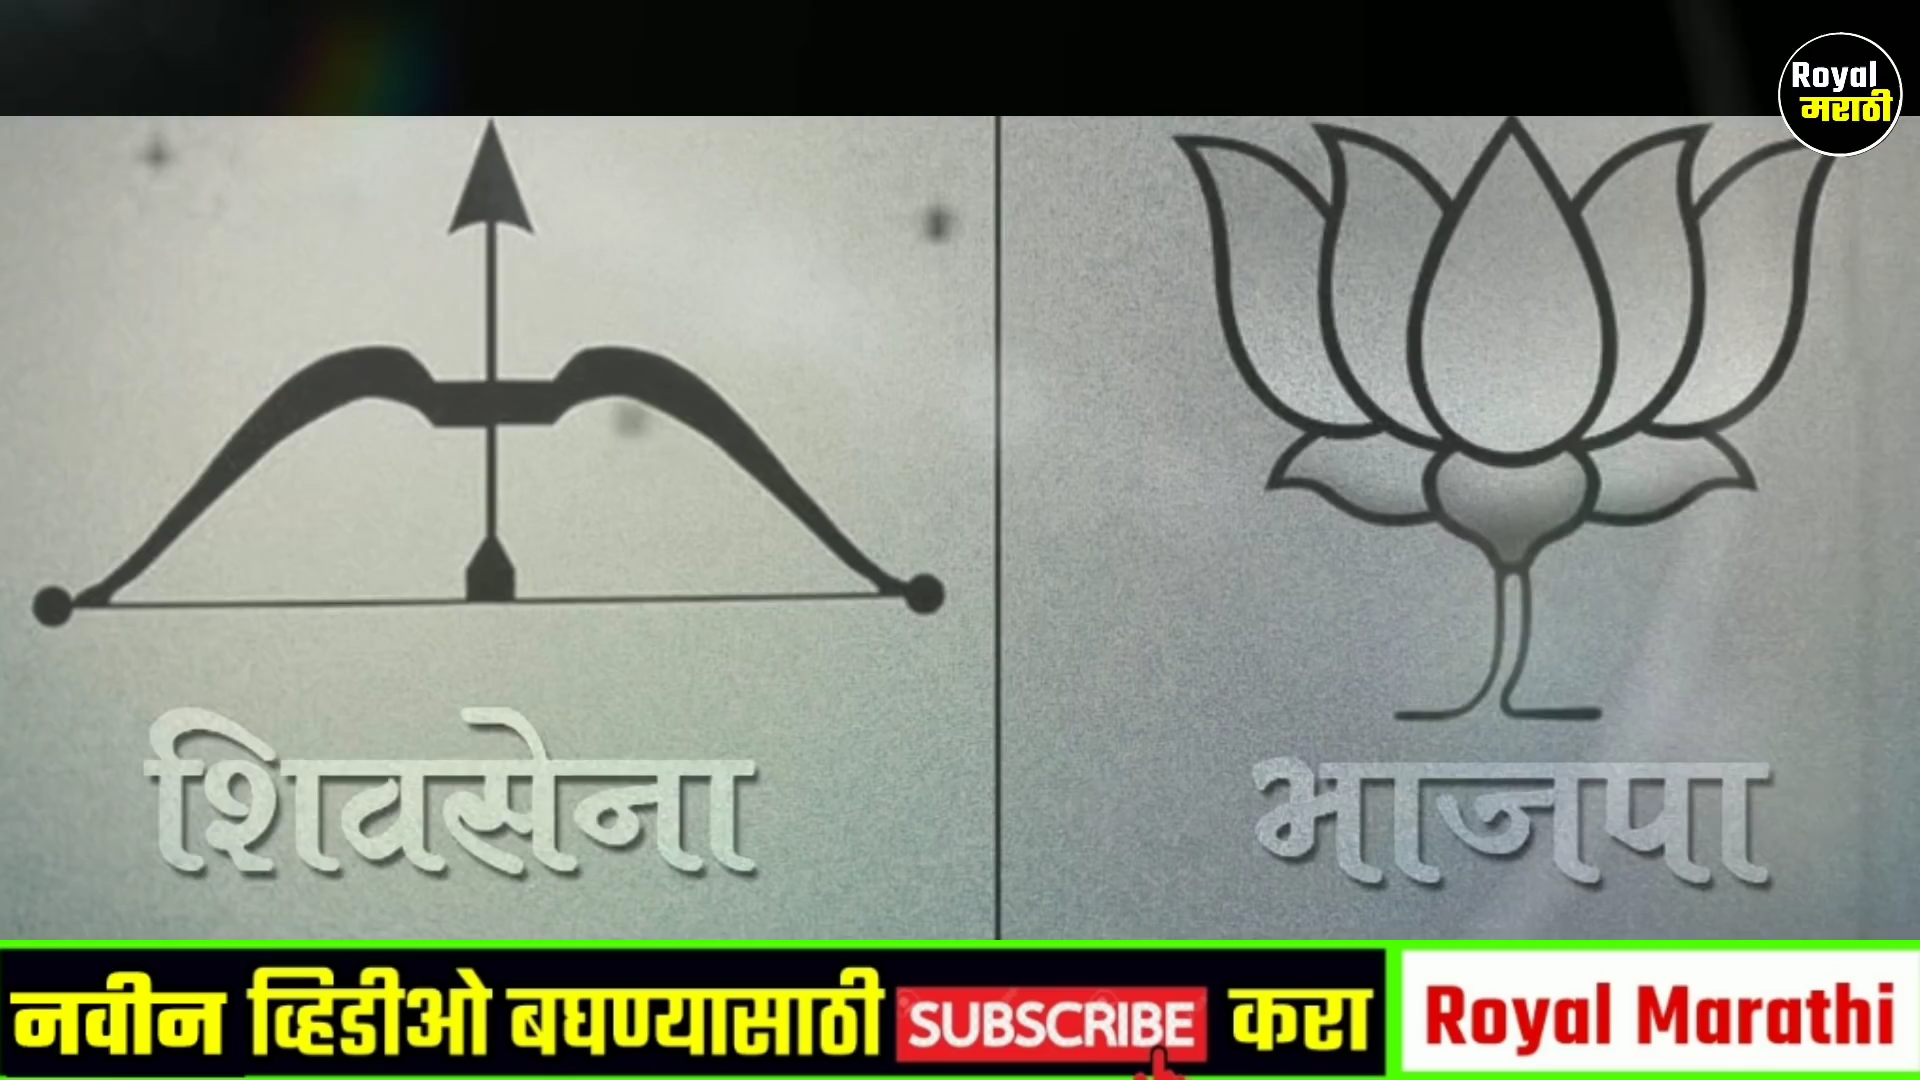 Royal
मराठी
शिवसेना
भाजपा
नवीन व्हिडीओ बघण्यासाठी SUBSCRIBE करा
Royal Marathi